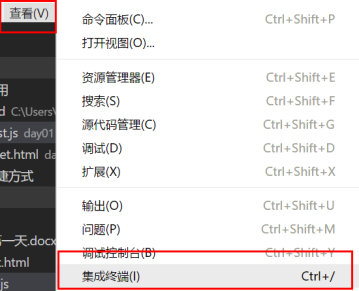 查看(V)
命令面板(C)... Ctrl+Shift+P
打开视图(O)...
资源管理器(E) Ctrl+Shift+E
搜索(S) Ctrl+Shift+F
源代码管理(C) Ctrl+Shift+G
调试(D) Ctrl+Shift+D
扩展(X) Ctrl+Shift+X
输出(O) Ctrl+Shift+U
问题(P) Ctrl+Shift+M
调试控制台(B) Ctrl+Shift+Y
集成终端(I) Ctrl+/
用
d C:\Users\
st.js day01
et.html da
捷方式
第一天.docx
t.html
.js